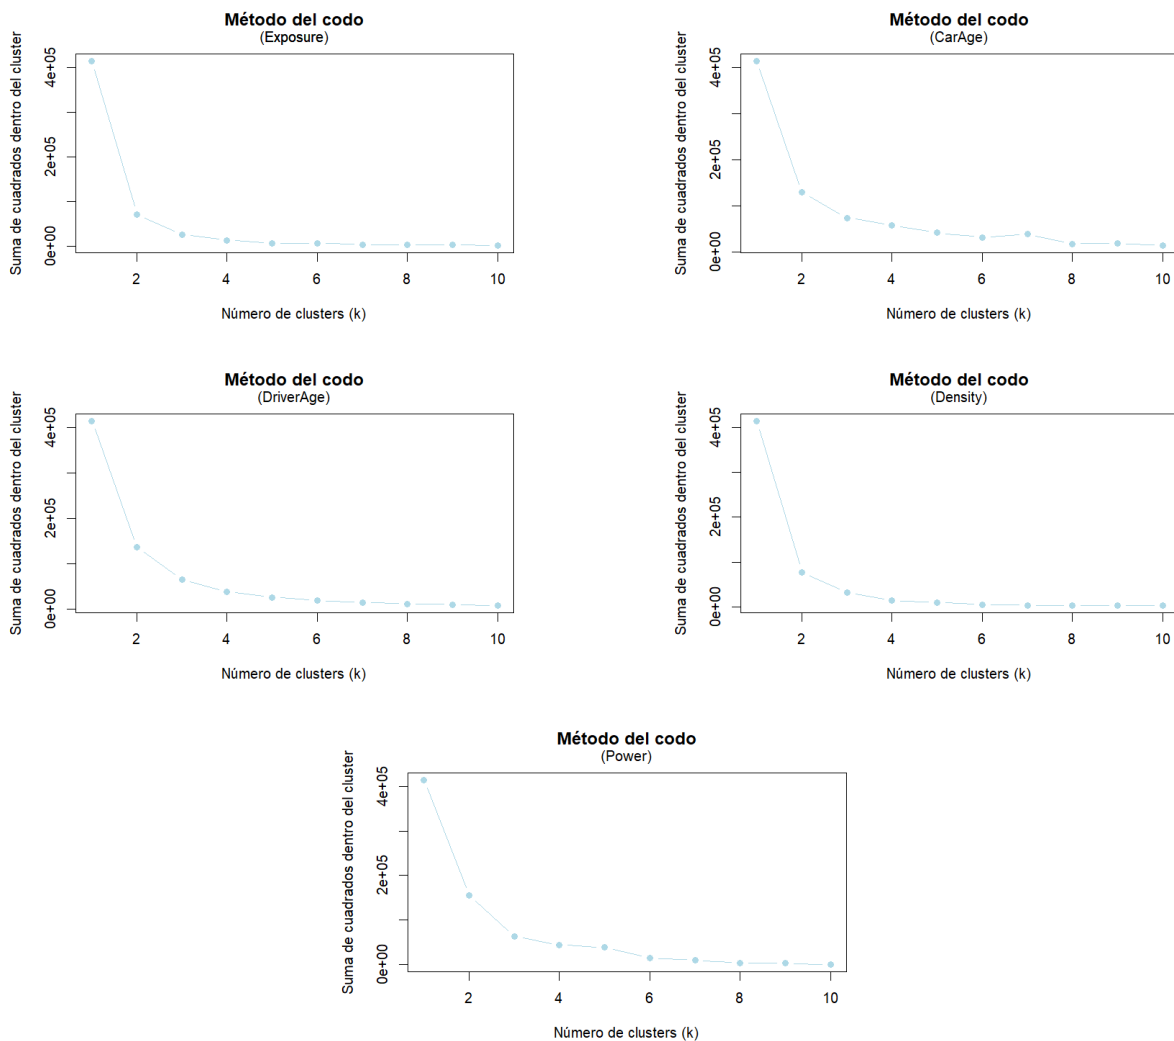 Método del codo
(Exposure)
Suma de cuadrados dentro del cluster
0e+00 2e+05 4e+05
2 4 6 8 10
Número de clusters (k)
Método del codo
(CarAge)
Suma de cuadrados dentro del cluster
0e+00 2e+05 4e+05
2 4 6 8 10
Número de clusters (k)
Método del codo
(DriverAge)
Suma de cuadrados dentro del cluster
0e+00 2e+05 4e+05
2 4 6 8 10
Número de clusters (k)
Método del codo
(Density)
Suma de cuadrados dentro del cluster
0e+00 2e+05 4e+05
2 4 6 8 10
Número de clusters (k)
Método del codo
(Power)
Suma de cuadrados dentro del cluster
0e+00 2e+05 4e+05
2 4 6 8 10
Número de clusters (k)